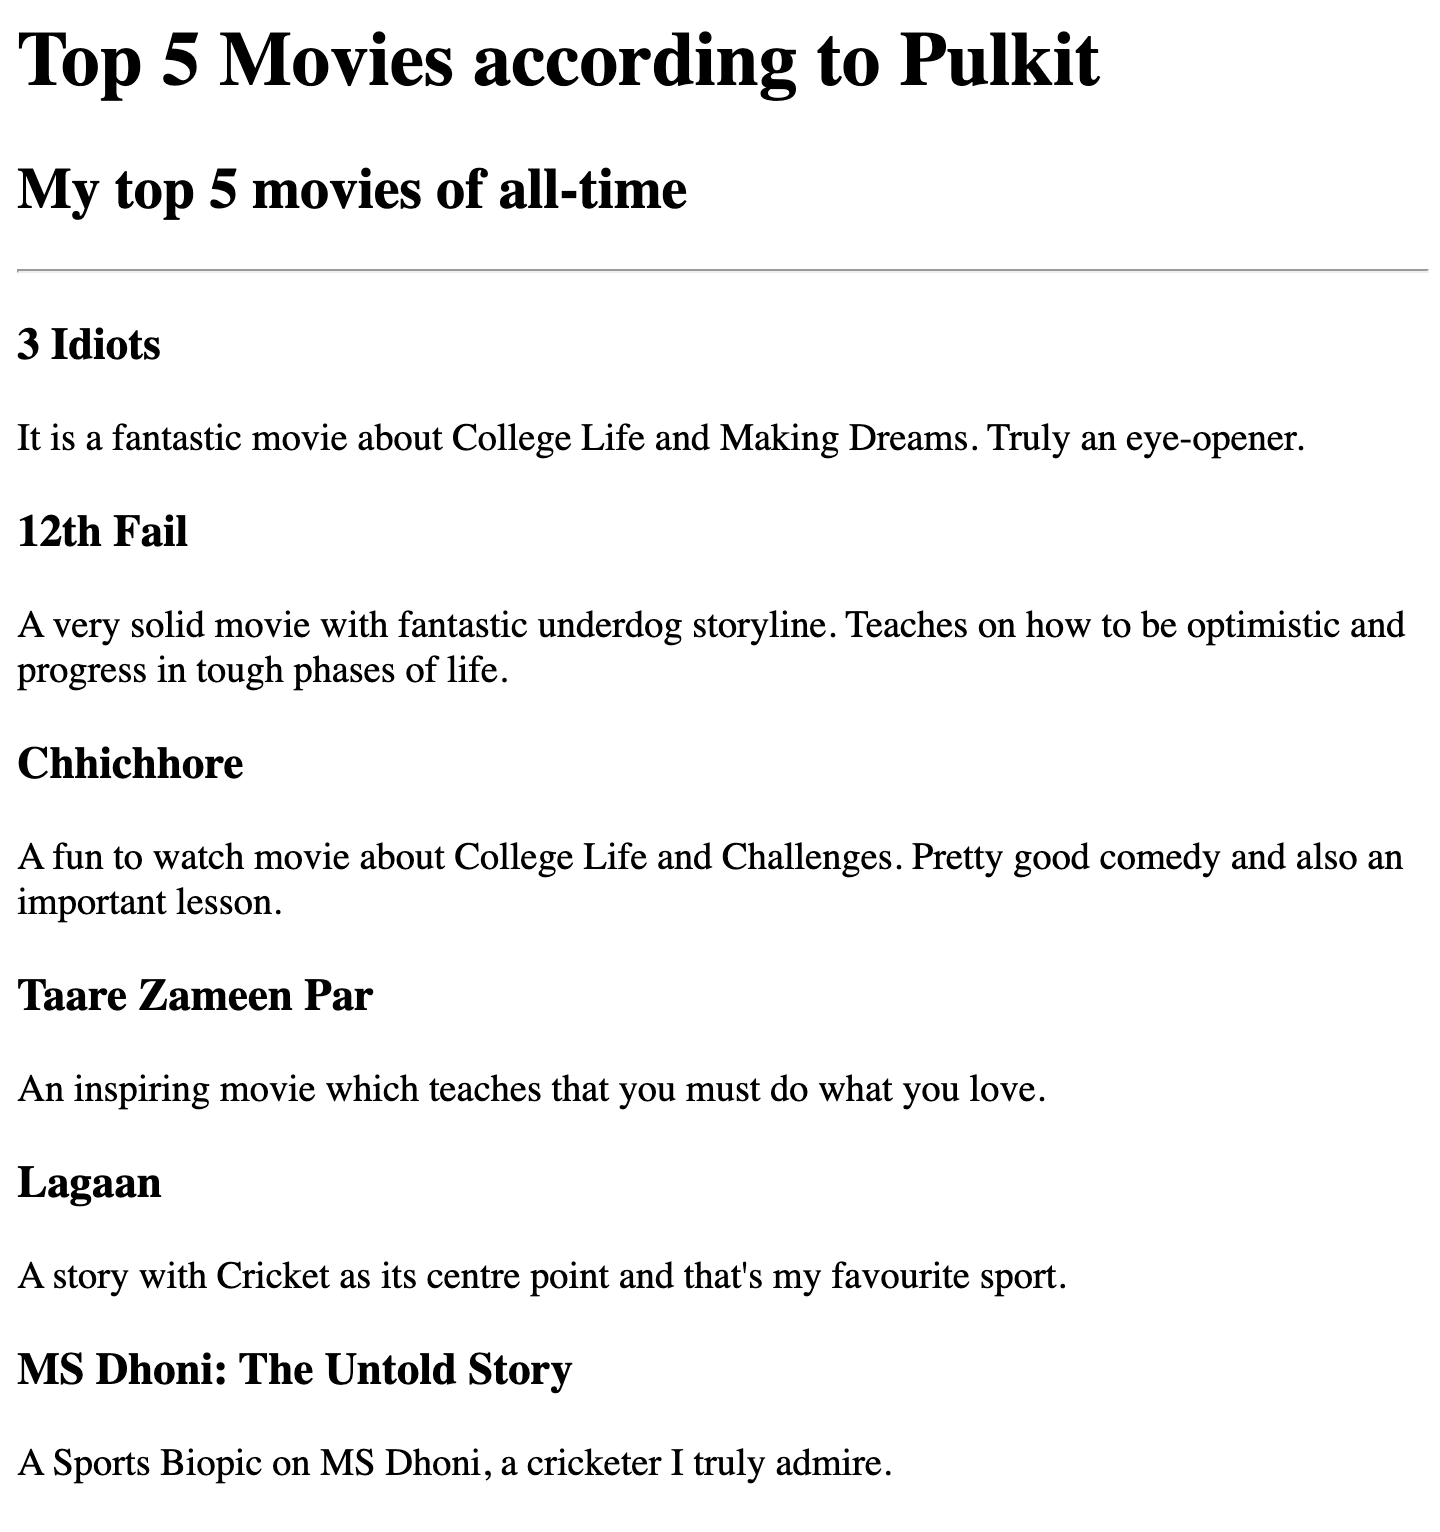 Top 5 Movies according to Pulkit
My top 5 movies of all-time
3 Idiots
It is a fantastic movie about College Life and Making Dreams. Truly an eye-opener.
12th Fail
A very solid movie with fantastic underdog storyline. Teaches on how to be optimistic and
progress in tough phases of life.
Chhichhore
A fun to watch movie about College Life and Challenges. Pretty good comedy and also an
important lesson.
Taare Zameen Par
An inspiring movie which teaches that you must do what you love.
Lagaan
A story with Cricket as its centre point and that's my favourite sport.
MS Dhoni: The Untold Story
A Sports Biopic on MS Dhoni, a cricketer I truly admire.